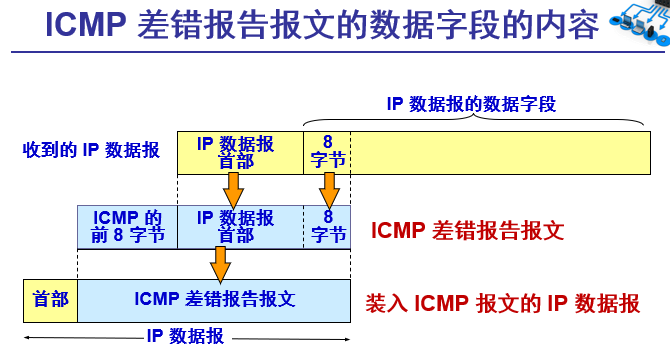 ICMP 差错报告报文的数据字段的内容
IP 数据报的数据字段
收到的 IP 数据报
IP 数据报
首部
8
字节
ICMP 的
前 8 字节
IP 数据报
首部
8
字节
ICMP 差错报告报文
首部
ICMP 差错报告报文
装入 ICMP 报文的 IP 数据报
IP 数据报